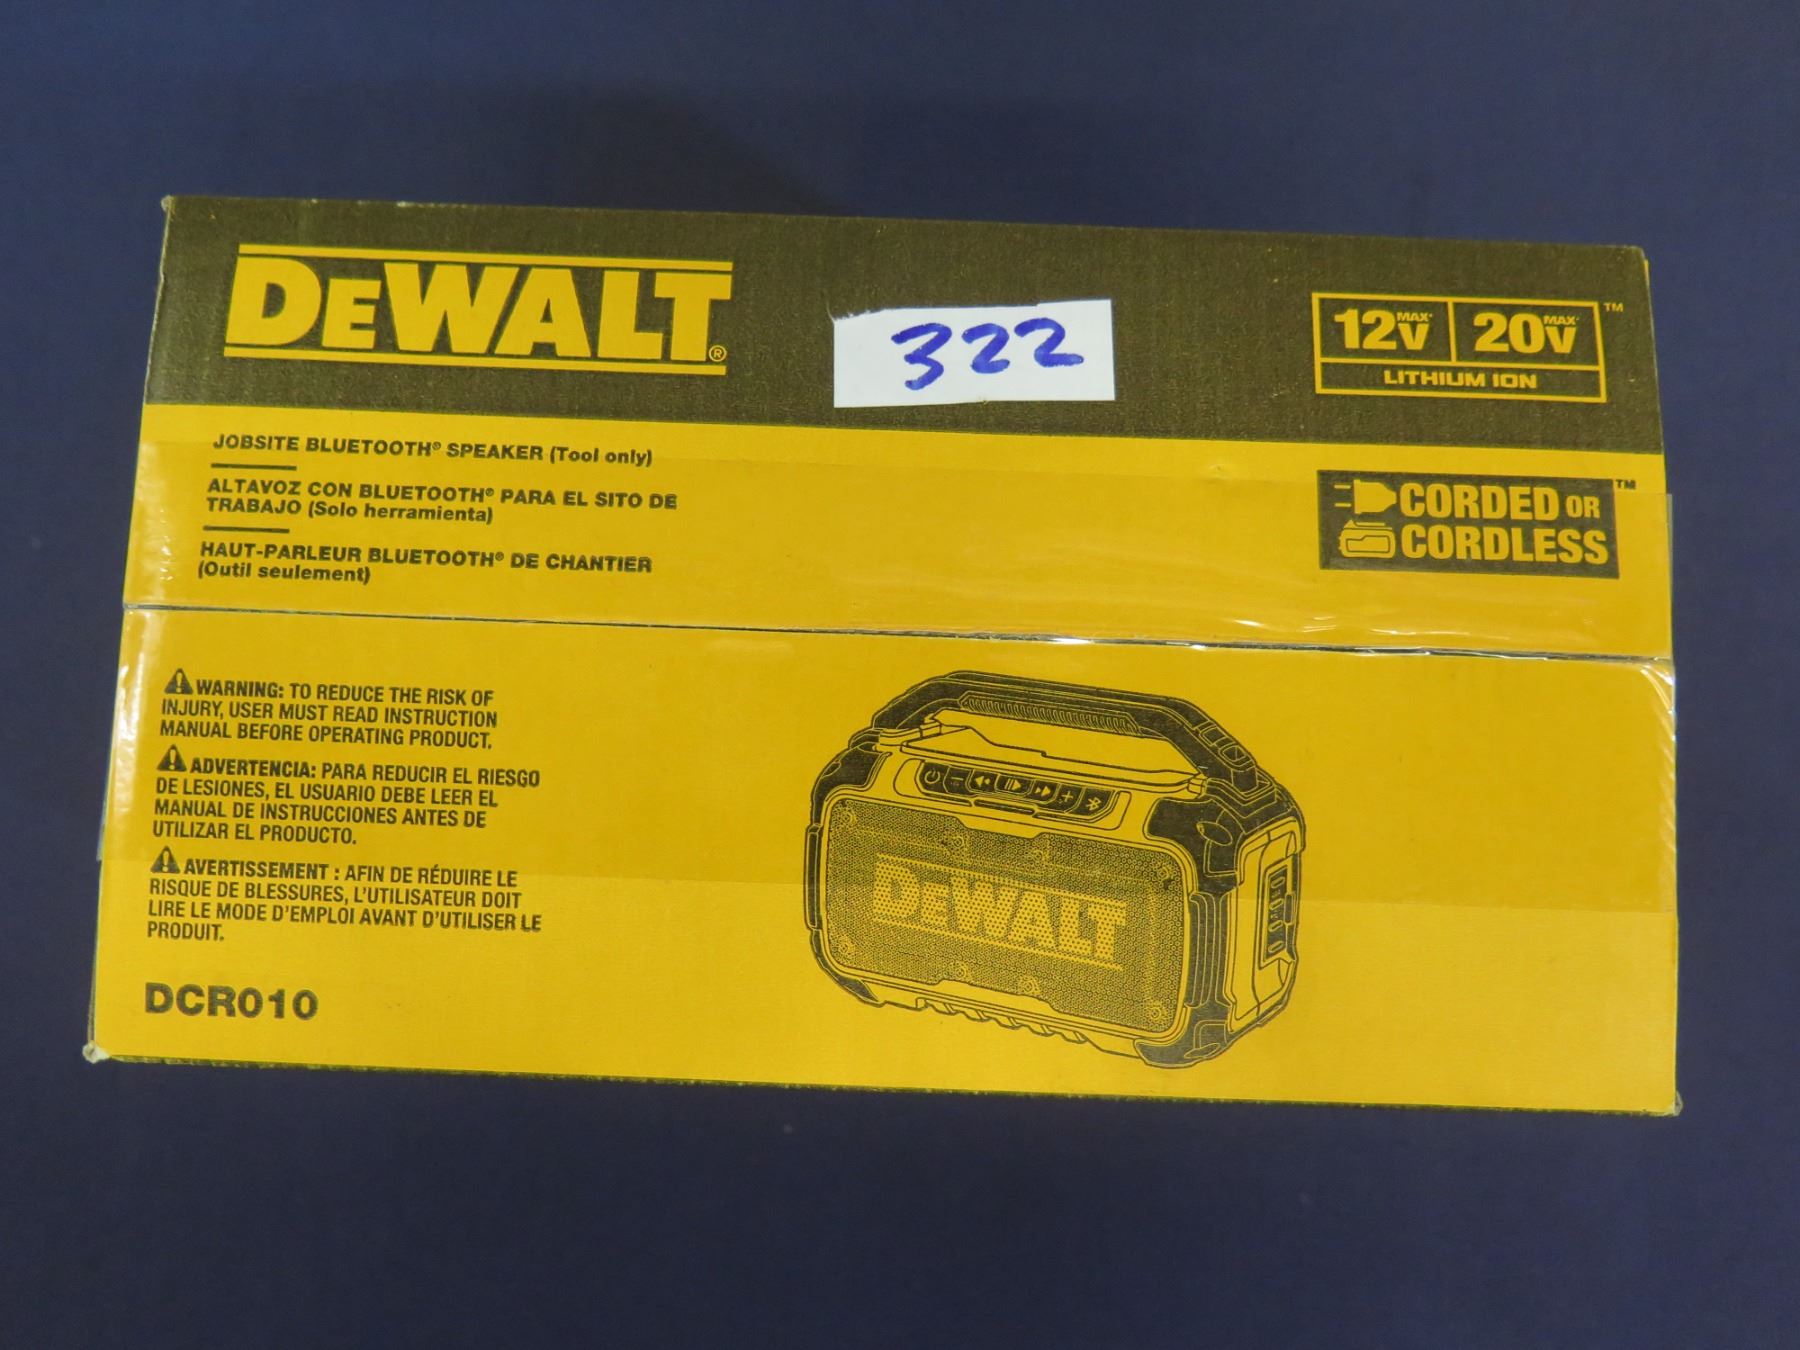 DEWALT®
322
12V MAX* 20V MAX* TM
LITHIUM ION
JOBSITE BLUETOOTH® SPEAKER (Tool only)
ALTAVOZ CON BLUETOOTH® PARA EL SITO DE
TRABAJO (Solo herramienta)
HAUT-PARLEUR BLUETOOTH® DE CHANTIER
(Outil seulement)
CORDED OR TM
CORDLESS
WARNING: TO REDUCE THE RISK OF
INJURY, USER MUST READ INSTRUCTION
MANUAL BEFORE OPERATING PRODUCT.
ADVERTENCIA: PARA REDUCIR EL RIESGO
DE LESIONES, EL USUARIO DEBE LEER EL
MANUAL DE INSTRUCCIONES ANTES DE
UTILIZAR EL PRODUCTO.
AVERTISSEMENT : AFIN DE RÉDUIRE LE
RISQUE DE BLESSURES, L'UTILISATEUR DOIT
LIRE LE MODE D'EMPLOI AVANT D'UTILISER LE
PRODUIT.
DCR010
DEWALT